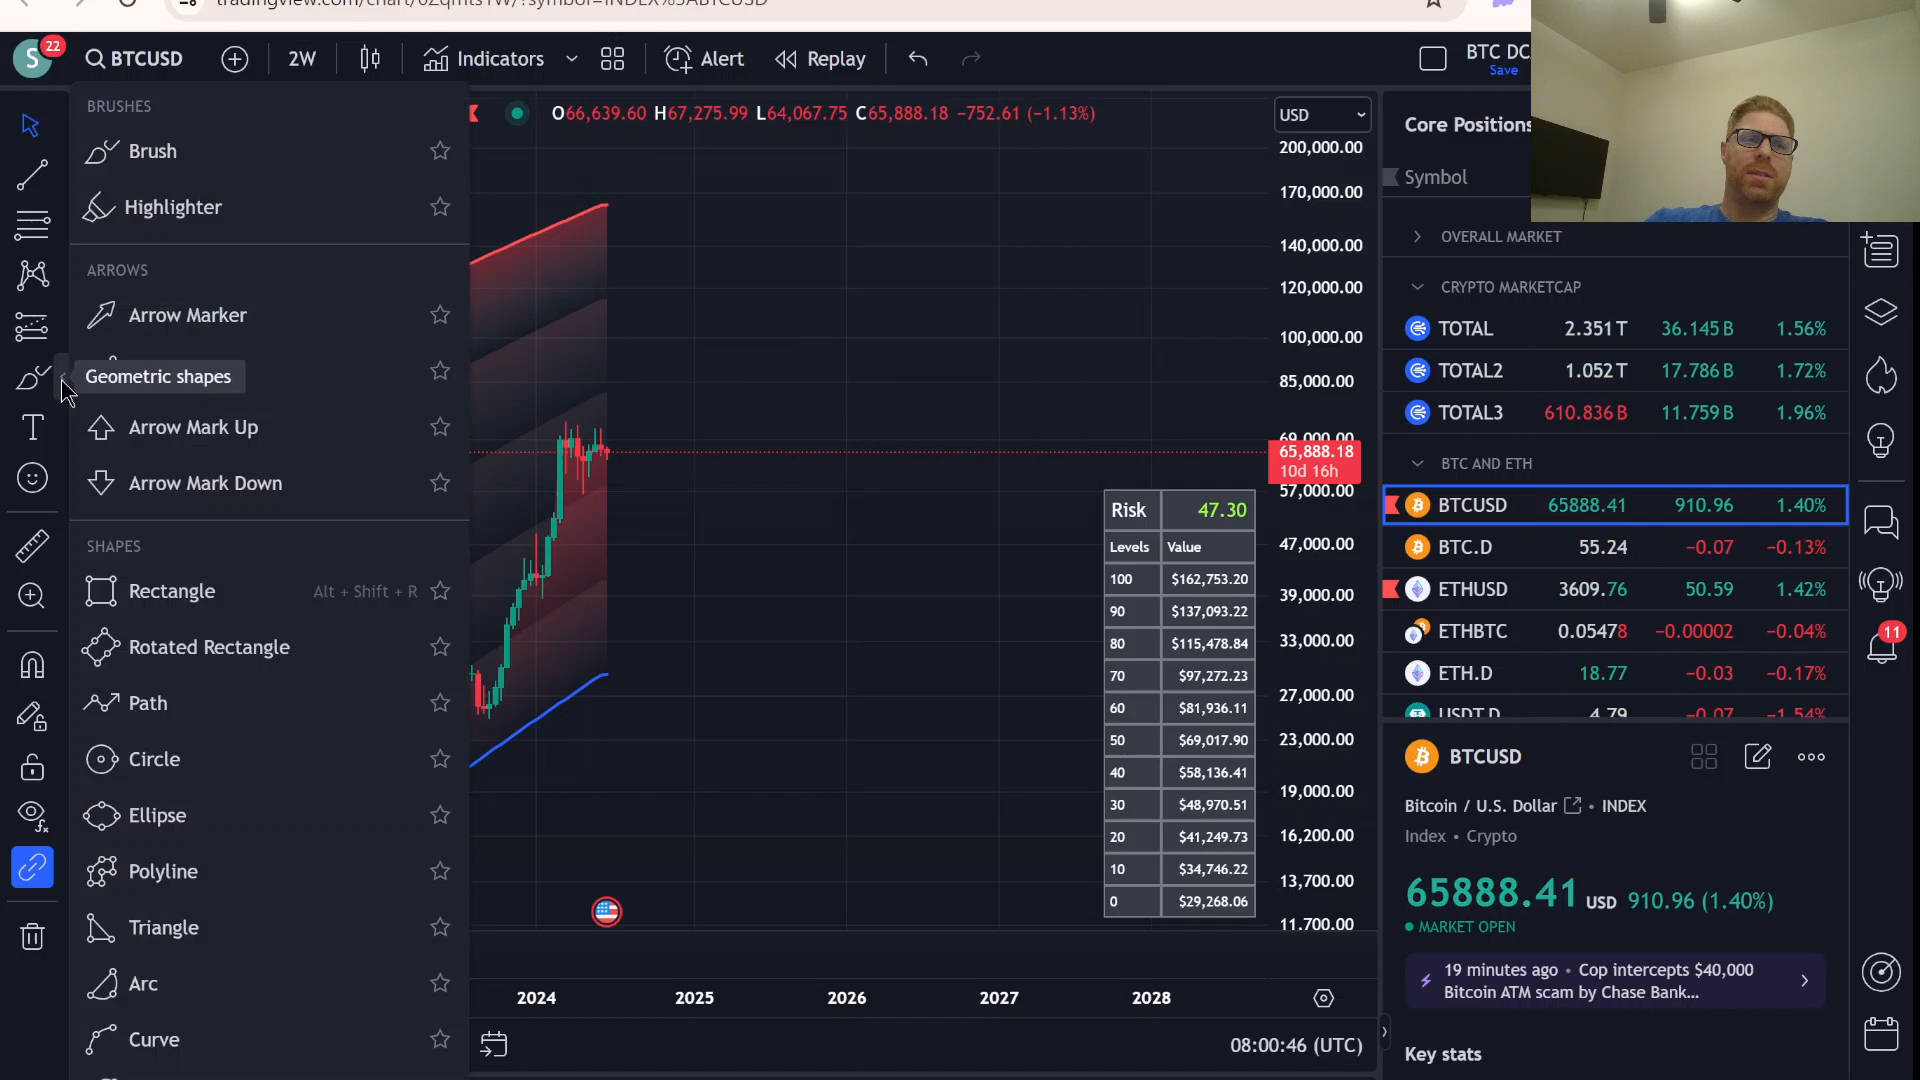 S
22
BTCUSD
2W
Indicators
Alert
Replay
BTC DC
Save
BRUSHES
Brush
Highlighter
ARROWS
Arrow Marker
Geometric shapes
Arrow Mark Up
Arrow Mark Down
SHAPES
Rectangle
Alt + Shift + R
Rotated Rectangle
Path
Circle
Ellipse
Polyline
Triangle
Arc
Curve
O66,639.60 H67,275.99 L64,067.75 C65,888.18 −752.61 (−1.13%)
USD
200,000.00
170,000.00
140,000.00
120,000.00
100,000.00
85,000.00
69,000.00
65,888.18
10d 16h
57,000.00
47,000.00
39,000.00
33,000.00
27,000.00
23,000.00
19,000.00
16,200.00
13,700.00
11,700.00
Risk 47.30
Levels Value
100 $162,753.20
90 $137,093.22
80 $115,478.84
70 $97,272.23
60 $81,936.11
50 $69,017.90
40 $58,136.41
30 $48,970.51
20 $41,249.73
10 $34,746.22
0 $29,268.06
2024 2025 2026 2027 2028
08:00:46 (UTC)
Core Positions
Symbol
OVERALL MARKET
CRYPTO MARKETCAP
TOTAL 2.351 T 36.145 B 1.56%
TOTAL2 1.052 T 17.786 B 1.72%
TOTAL3 610.836 B 11.759 B 1.96%
BTC AND ETH
BTCUSD 65888.41 910.96 1.40%
BTC.D 55.24 −0.07 −0.13%
ETHUSD 3609.76 50.59 1.42%
ETHBTC 0.05478 −0.00002 −0.04%
ETH.D 18.77 −0.03 −0.17%
USDT.D 4.79 −0.07 −1.54%
11
BTCUSD
Bitcoin / U.S. Dollar • INDEX
Index • Crypto
65888.41 USD 910.96 (1.40%)
MARKET OPEN
19 minutes ago • Cop intercepts $40,000
Bitcoin ATM scam by Chase Bank...
Key stats